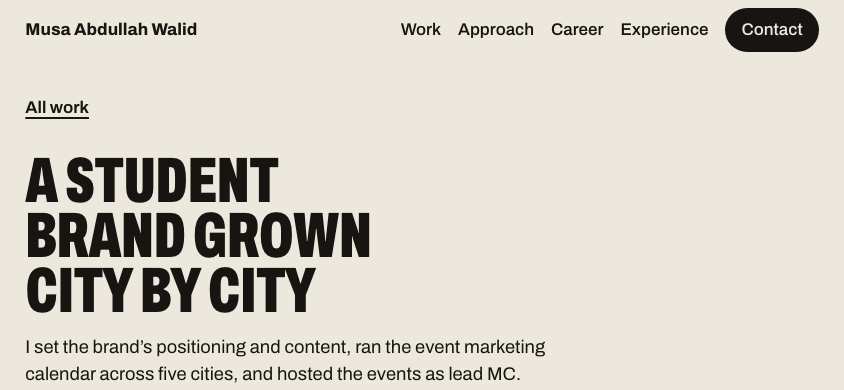 Musa Abdullah Walid
Work Approach Career Experience Contact
All work
A STUDENT
BRAND GROWN
CITY BY CITY
I set the brand’s positioning and content, ran the event marketing
calendar across five cities, and hosted the events as lead MC.